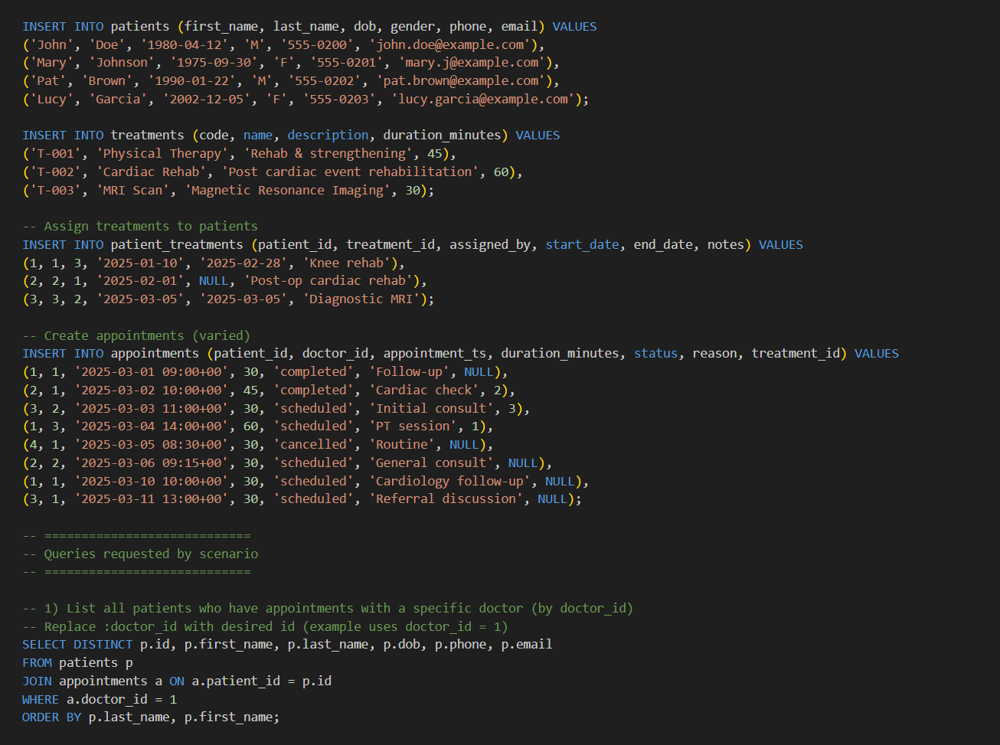 INSERT INTO patients (first_name, last_name, dob, gender, phone, email) VALUES
('John', 'Doe', '1980-04-12', 'M', '555-0200', 'john.doe@example.com'),
('Mary', 'Johnson', '1975-09-30', 'F', '555-0201', 'mary.j@example.com'),
('Pat', 'Brown', '1990-01-22', 'M', '555-0202', 'pat.brown@example.com'),
('Lucy', 'Garcia', '2002-12-05', 'F', '555-0203', 'lucy.garcia@example.com');

INSERT INTO treatments (code, name, description, duration_minutes) VALUES
('T-001', 'Physical Therapy', 'Rehab & strengthening', 45),
('T-002', 'Cardiac Rehab', 'Post cardiac event rehabilitation', 60),
('T-003', 'MRI Scan', 'Magnetic Resonance Imaging', 30);

-- Assign treatments to patients
INSERT INTO patient_treatments (patient_id, treatment_id, assigned_by, start_date, end_date, notes) VALUES
(1, 1, 3, '2025-01-10', '2025-02-28', 'Knee rehab'),
(2, 2, 1, '2025-02-01', NULL, 'Post-op cardiac rehab'),
(3, 3, 2, '2025-03-05', '2025-03-05', 'Diagnostic MRI');

-- Create appointments (varied)
INSERT INTO appointments (patient_id, doctor_id, appointment_ts, duration_minutes, status, reason, treatment_id) VALUES
(1, 1, '2025-03-01 09:00+00', 30, 'completed', 'Follow-up', NULL),
(2, 1, '2025-03-02 10:00+00', 45, 'completed', 'Cardiac check', 2),
(3, 2, '2025-03-03 11:00+00', 30, 'scheduled', 'Initial consult', 3),
(1, 3, '2025-03-04 14:00+00', 60, 'scheduled', 'PT session', 1),
(4, 1, '2025-03-05 08:30+00', 30, 'cancelled', 'Routine', NULL),
(2, 2, '2025-03-06 09:15+00', 30, 'scheduled', 'General consult', NULL),
(1, 1, '2025-03-10 10:00+00', 30, 'scheduled', 'Cardiology follow-up', NULL),
(3, 1, '2025-03-11 13:00+00', 30, 'scheduled', 'Referral discussion', NULL);

-- ============================
-- Queries requested by scenario
-- ============================

-- 1) List all patients who have appointments with a specific doctor (by doctor_id)
-- Replace :doctor_id with desired id (example uses doctor_id = 1)
SELECT DISTINCT p.id, p.first_name, p.last_name, p.dob, p.phone, p.email
FROM patients p
JOIN appointments a ON a.patient_id = p.id
WHERE a.doctor_id = 1
ORDER BY p.last_name, p.first_name;